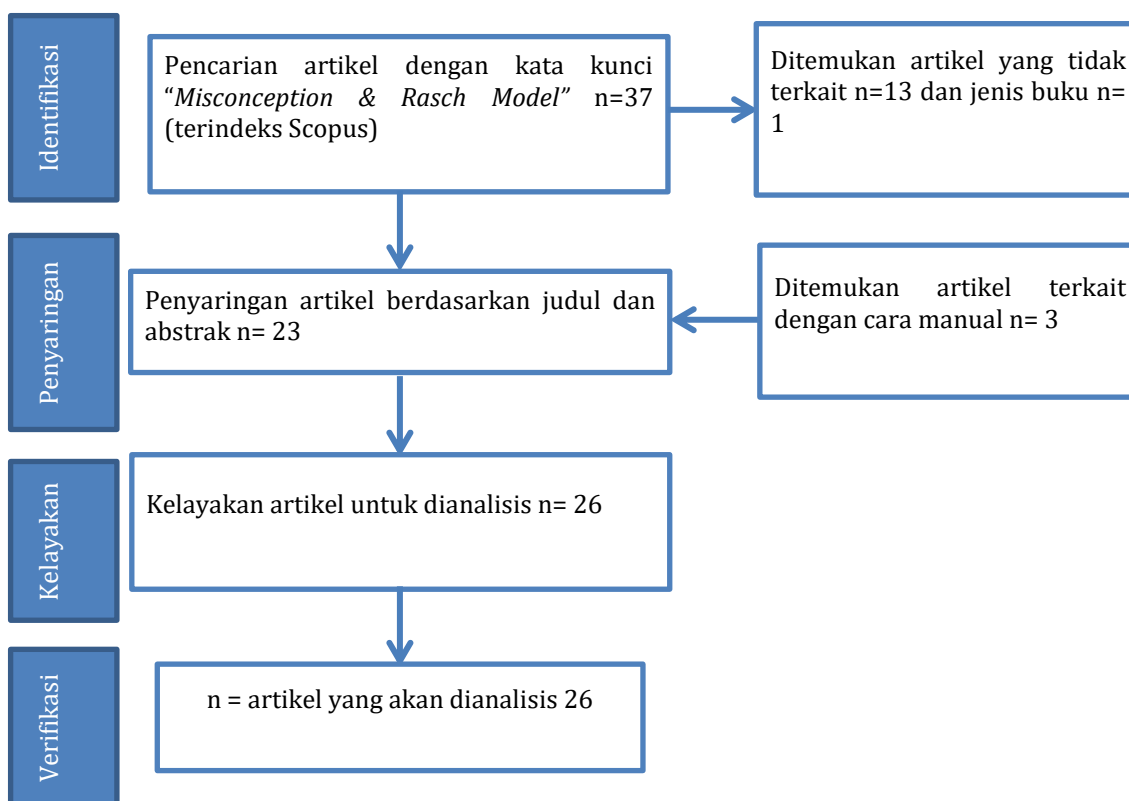 Identifikasi
Pencarian artikel dengan kata kunci
“Misconception & Rasch Model” n=37
(terindeks Scopus)
Ditemukan artikel yang tidak
terkait n=13 dan jenis buku n=
1
Penyaringan
Penyaringan artikel berdasarkan judul dan
abstrak n= 23
Ditemukan artikel terkait
dengan cara manual n= 3
Kelayakan
Kelayakan artikel untuk dianalisis n= 26
Verifikasi
n = artikel yang akan dianalisis 26